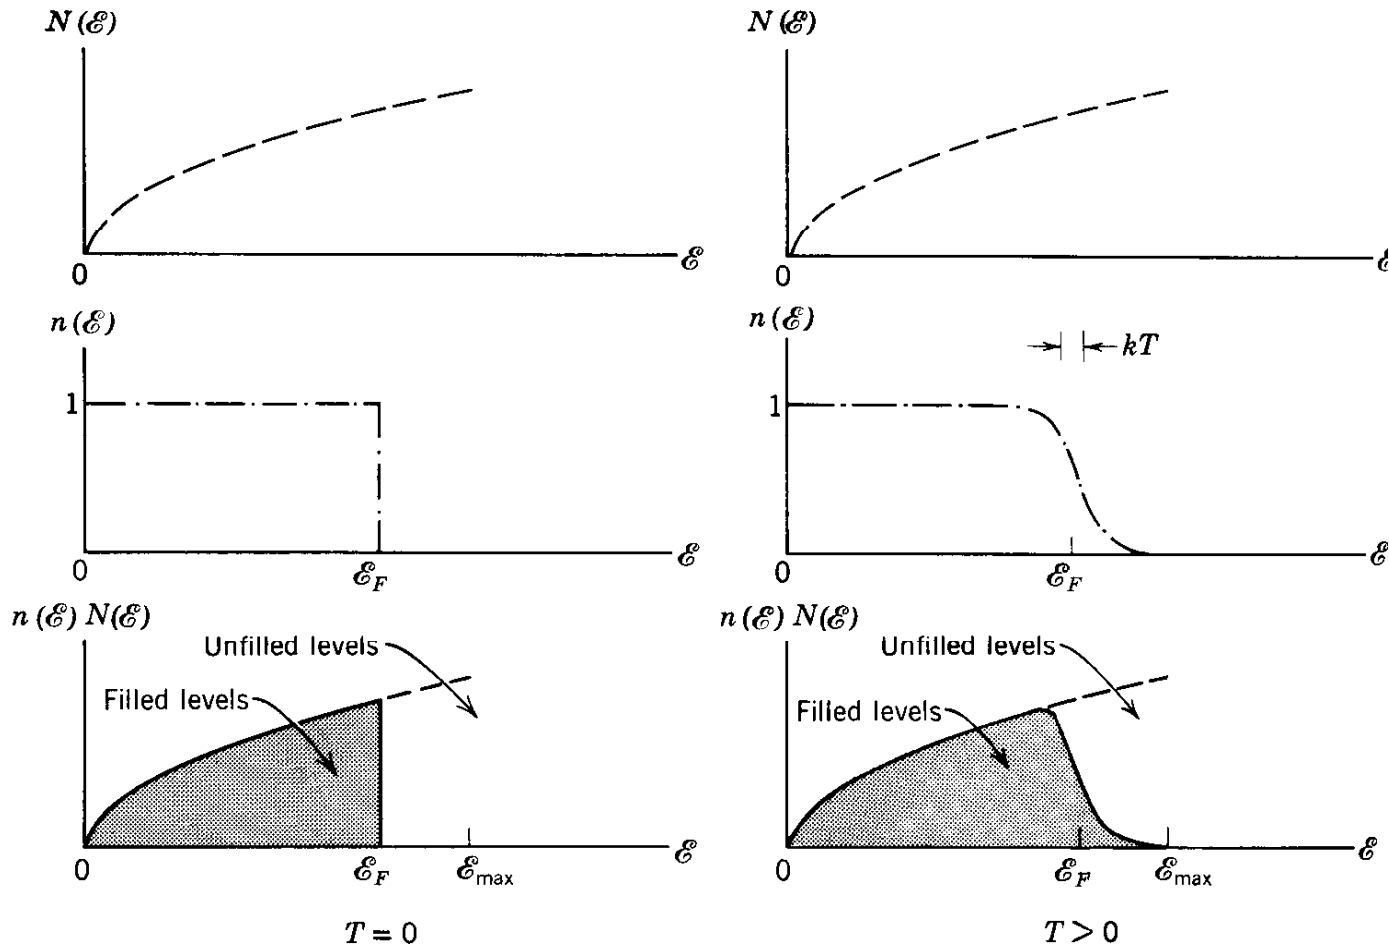 N(ℰ) N(ℰ)
0 ℰ 0 ℰ
n(ℰ) n(ℰ)
kT
1 1
0 ℰ_F ℰ 0 ℰ_F ℰ
n(ℰ) N(ℰ) n(ℰ) N(ℰ)
Unfilled levels Unfilled levels
Filled levels Filled levels
0 ℰ_F ℰ_max ℰ 0 ℰ_F ℰ_max ℰ
T = 0 T > 0